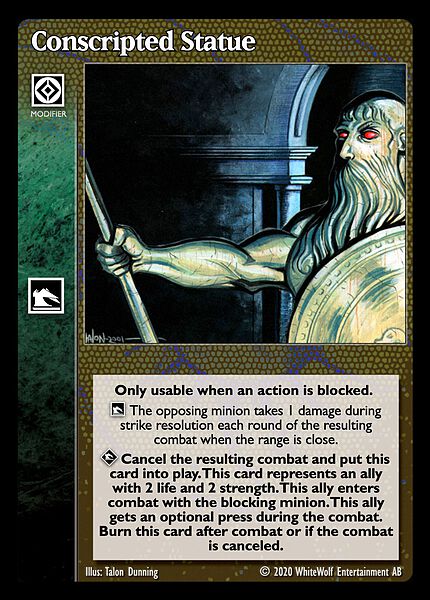 Conscripted Statue
MODIFIER
TALON-2001
Only usable when an action is blocked.
The opposing minion takes 1 damage during
strike resolution each round of the resulting
combat when the range is close.
Cancel the resulting combat and put this
card into play. This card represents an ally
with 2 life and 2 strength. This ally enters
combat with the blocking minion. This ally
gets an optional press during the combat.
Burn this card after combat or if the combat
is canceled.
Illus: Talon Dunning
© 2020 WhiteWolf Entertainment AB